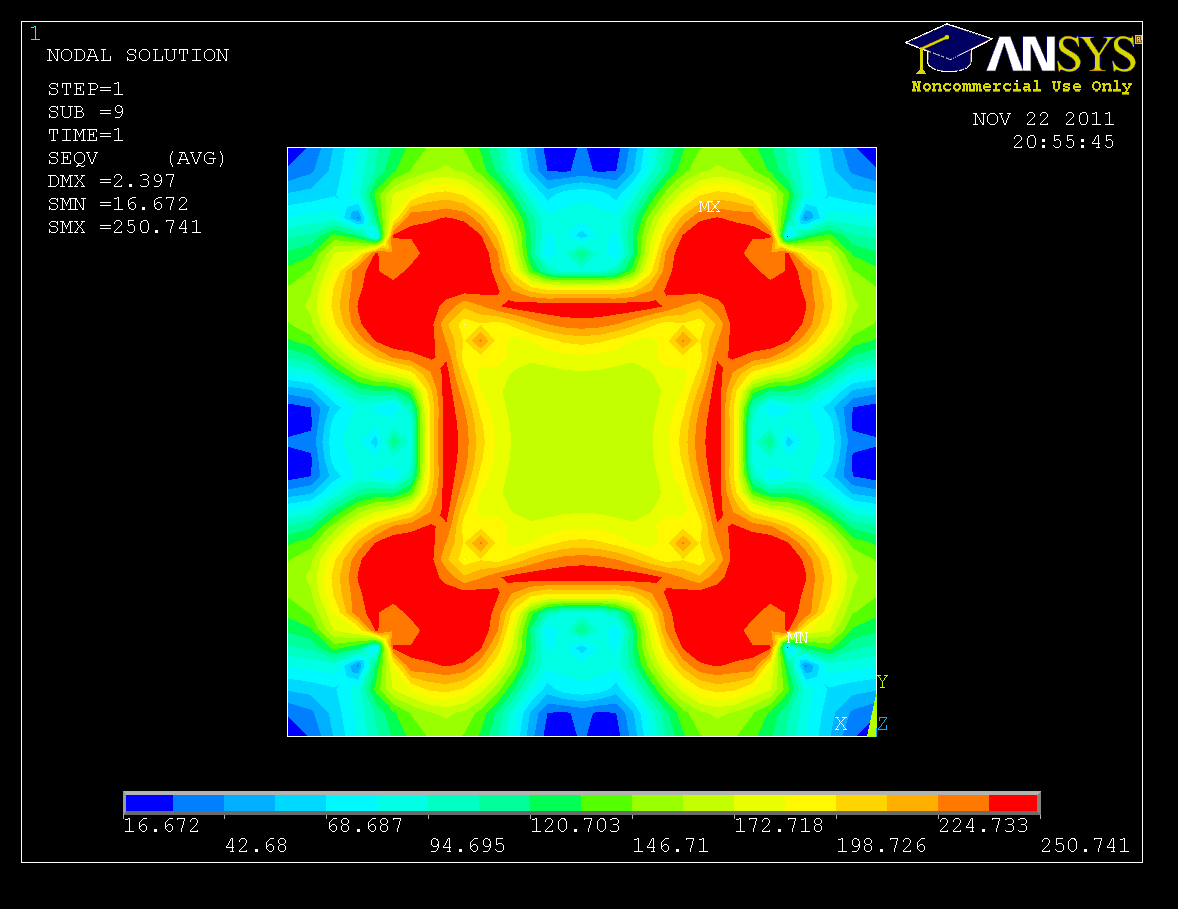 1
NODAL SOLUTION
STEP=1
SUB =9
TIME=1
SEQV (AVG)
DMX =2.397
SMN =16.672
SMX =250.741
ANSYS®
Noncommercial Use Only
NOV 22 2011
20:55:45
MX
MN
Y
X Z
16.672 68.687 120.703 172.718 224.733
42.68 94.695 146.71 198.726 250.741